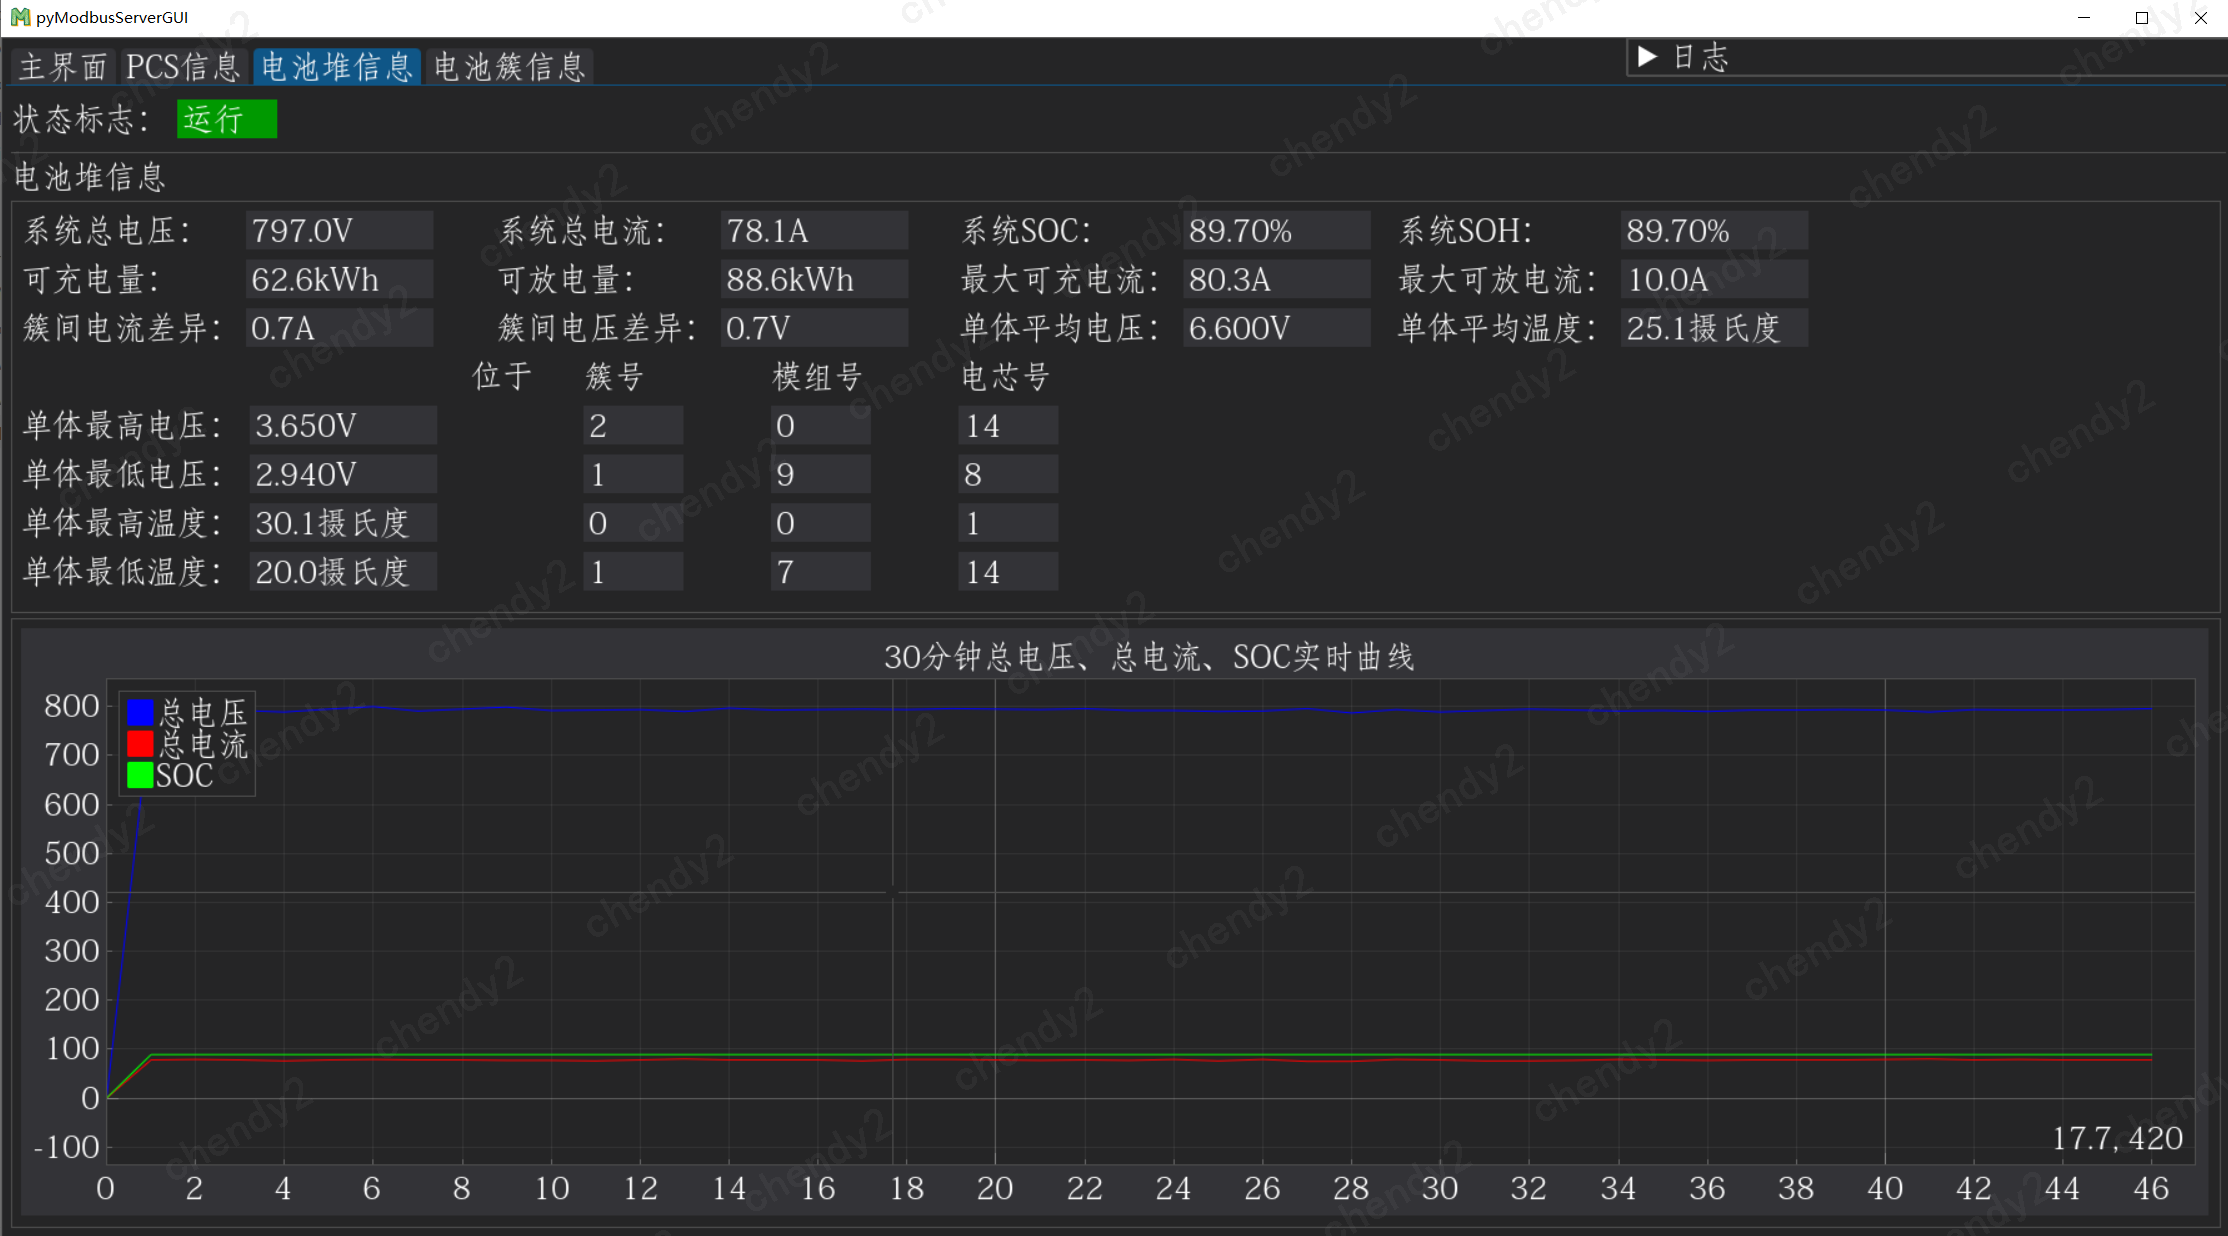 pyModbusServerGUI
主界面 PCS信息 电池堆信息 电池簇信息
日志
状态标志： 运行
电池堆信息
系统总电压： 797.0V 系统总电流： 78.1A 系统SOC： 89.70% 系统SOH： 89.70%
可充电量： 62.6kWh 可放电量： 88.6kWh 最大可充电流： 80.3A 最大可放电流： 10.0A
簇间电流差异： 0.7A 簇间电压差异： 0.7V 单体平均电压： 6.600V 单体平均温度： 25.1摄氏度
位于 簇号 模组号 电芯号
单体最高电压： 3.650V 2 0 14
单体最低电压： 2.940V 1 9 8
单体最高温度： 30.1摄氏度 0 0 1
单体最低温度： 20.0摄氏度 1 7 14
30分钟总电压、总电流、SOC实时曲线
总电压
总电流
SOC
800
700
600
500
400
300
200
100
0
-100
17.7, 420
0 2 4 6 8 10 12 14 16 18 20 22 24 26 28 30 32 34 36 38 40 42 44 46
chendy2